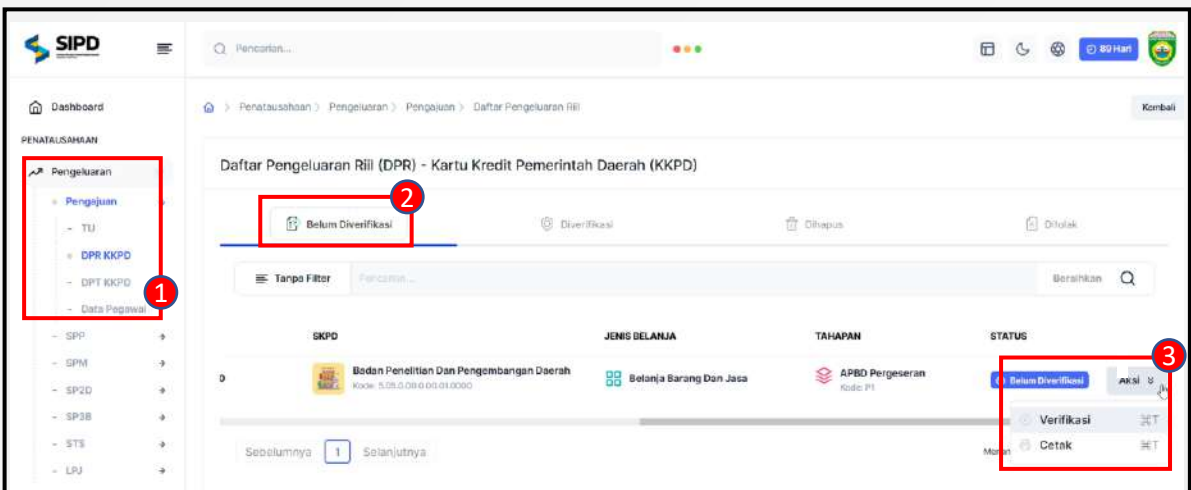 SIPD
Pencarian...
89 Hari
Dashboard
Penatausahaan > Pengeluaran > Pengajuan > Daftar Pengeluaran Riil
Kembali
PENATAUSAHAAN
Pengeluaran
Daftar Pengeluaran Riil (DPR) - Kartu Kredit Pemerintah Daerah (KKPD)
2
Pengajuan
- TU
Belum Diverifikasi
Diverifikasi
Dihapus
Ditolak
DPR KKPD
- DPT KKPD
1
Tanpa Filter
Pencarian...
Bersihkan
- Data Pegawai
- SPP
SKPD
JENIS BELANJA
TAHAPAN
STATUS
3
- SPM
Badan Penelitian Dan Pengembangan Daerah
Kode: 5.05.0.00.0.00.01.0000
Belanja Barang Dan Jasa
APBD Pergeseran
Kode: P1
Belum Diverifikasi
AKSI
- SP2D
- SP3B
Verifikasi ⌘T
- STS
Sebelumnya 1 Selanjutnya
Cetak ⌘T
- LPJ